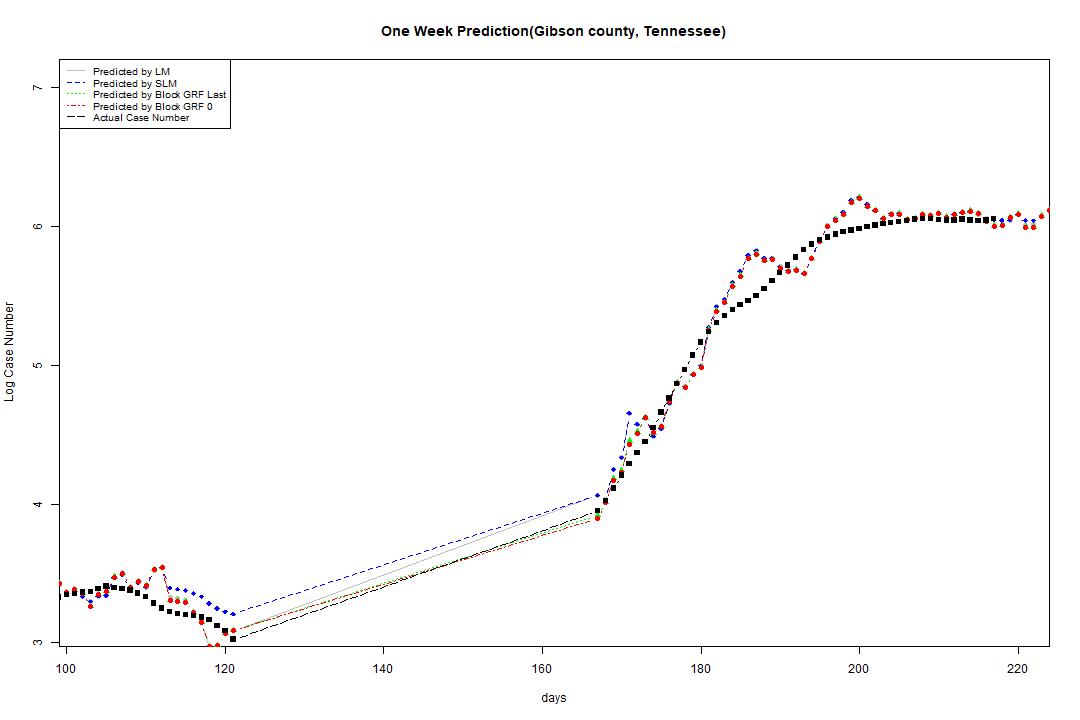 One Week Prediction(Gibson county, Tennessee)
Predicted by LM
Predicted by SLM
Predicted by Block GRF Last
Predicted by Block GRF 0
Actual Case Number
7
6
5
4
3
Log Case Number
100 120 140 160 180 200 220
days